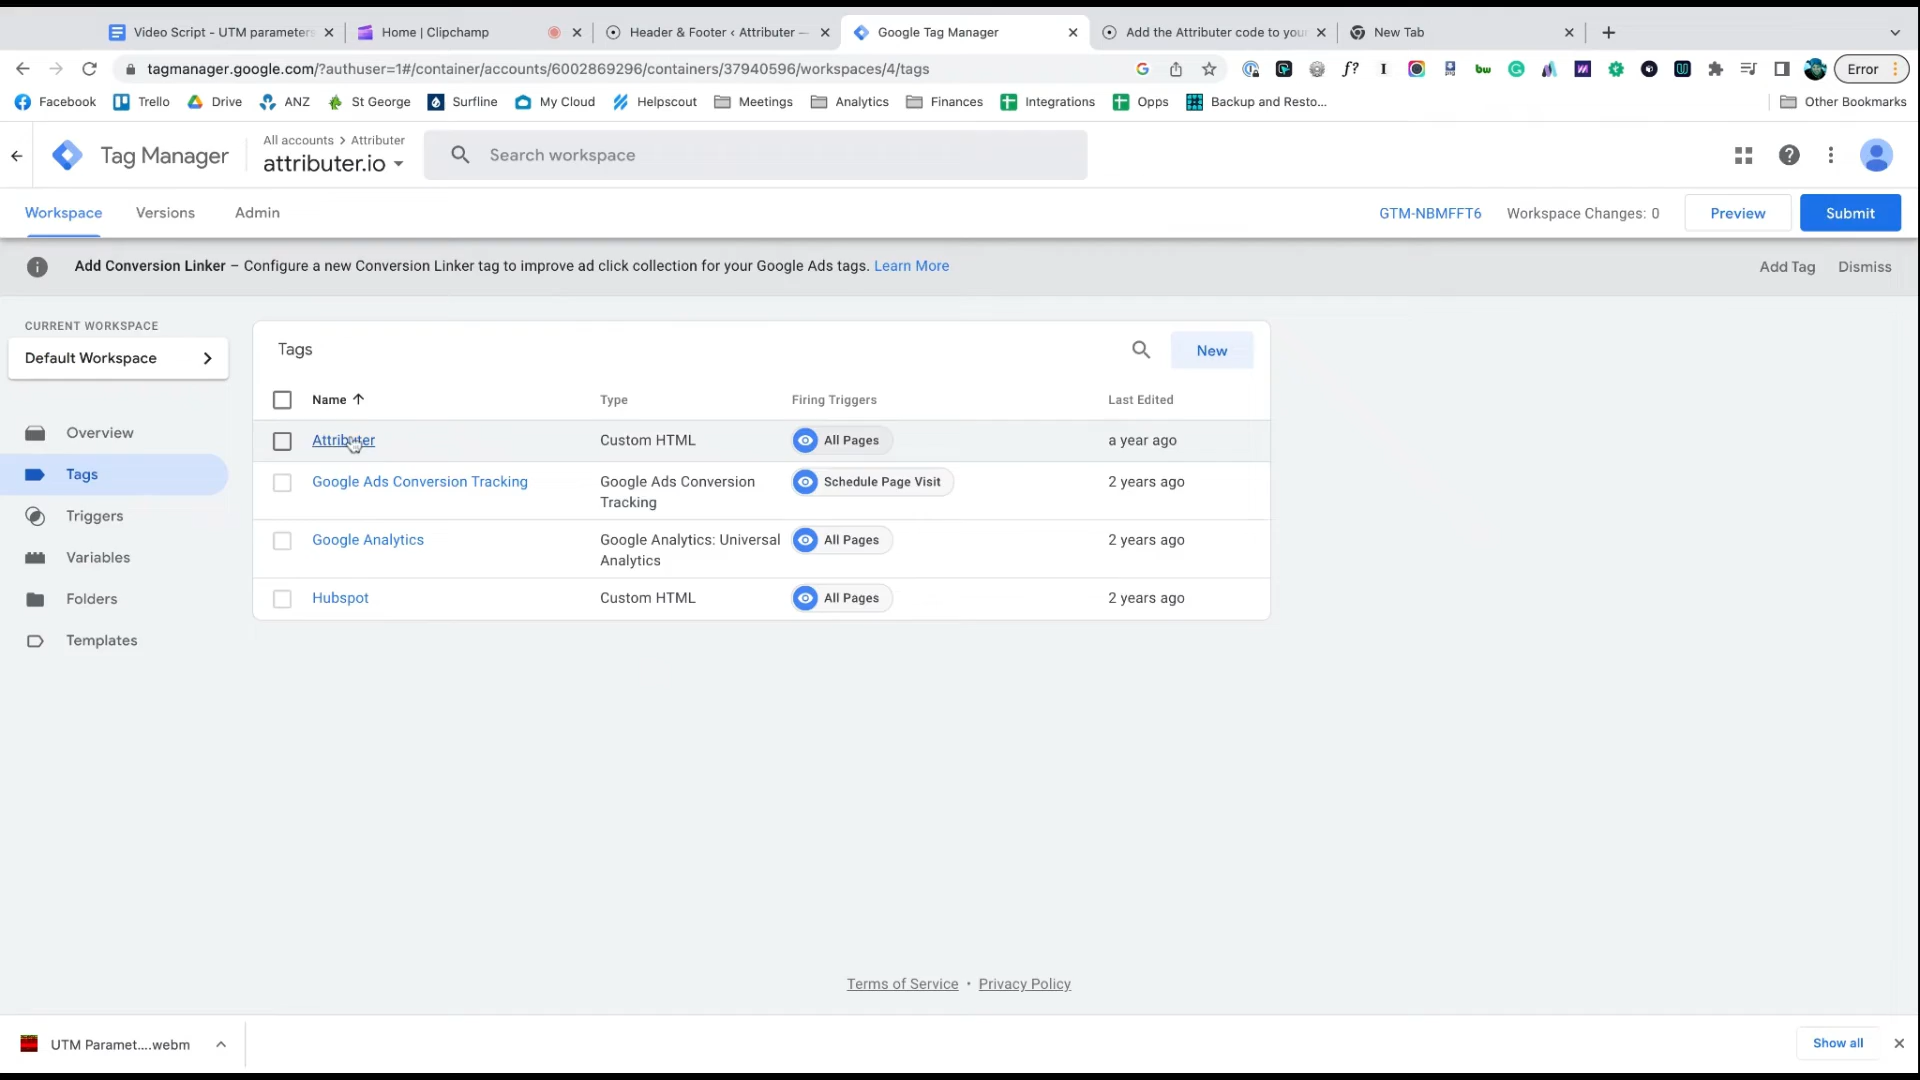 Video Script - UTM parameters
Home | Clipchamp
Header & Footer ‹ Attributer —
Google Tag Manager
Add the Attributer code to your
New Tab
tagmanager.google.com/?authuser=1#/container/accounts/6002869296/containers/37940596/workspaces/4/tags
Error
Facebook
Trello
Drive
ANZ
St George
Surfline
My Cloud
Helpscout
Meetings
Analytics
Finances
Integrations
Opps
Backup and Resto...
Other Bookmarks
Tag Manager
All accounts > Attributer
attributer.io
Search workspace
Workspace
Versions
Admin
GTM-NBMFFT6
Workspace Changes: 0
Preview
Submit
Add Conversion Linker – Configure a new Conversion Linker tag to improve ad click collection for your Google Ads tags. Learn More
Add Tag
Dismiss
CURRENT WORKSPACE
Default Workspace
Overview
Tags
Triggers
Variables
Folders
Templates
Tags
New
Name
Type
Firing Triggers
Last Edited
Attributer
Custom HTML
All Pages
a year ago
Google Ads Conversion Tracking
Google Ads Conversion
Tracking
Schedule Page Visit
2 years ago
Google Analytics
Google Analytics: Universal
Analytics
All Pages
2 years ago
Hubspot
Custom HTML
All Pages
2 years ago
Terms of Service · Privacy Policy
UTM Paramet....webm
Show all